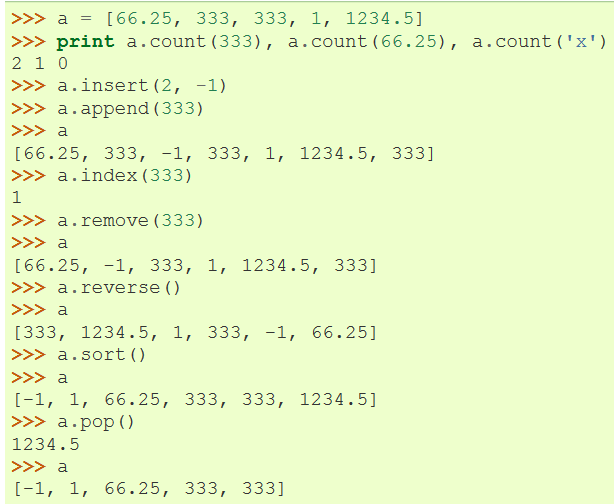 >>> a = [66.25, 333, 333, 1, 1234.5]
>>> print a.count(333), a.count(66.25), a.count('x')
2 1 0
>>> a.insert(2, -1)
>>> a.append(333)
>>> a
[66.25, 333, -1, 333, 1, 1234.5, 333]
>>> a.index(333)
1
>>> a.remove(333)
>>> a
[66.25, -1, 333, 1, 1234.5, 333]
>>> a.reverse()
>>> a
[333, 1234.5, 1, 333, -1, 66.25]
>>> a.sort()
>>> a
[-1, 1, 66.25, 333, 333, 1234.5]
>>> a.pop()
1234.5
>>> a
[-1, 1, 66.25, 333, 333]